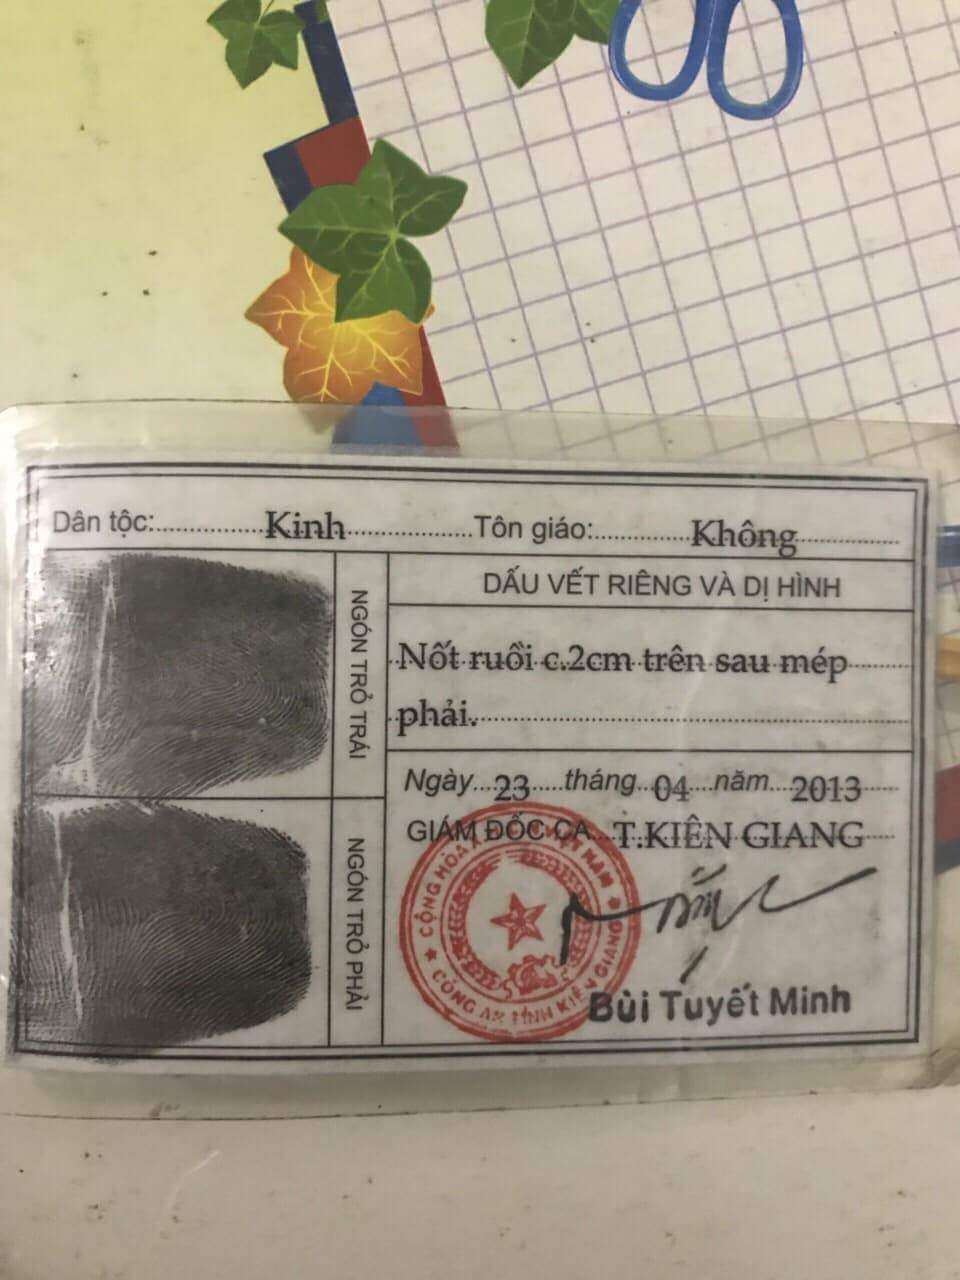 Dân tộc: Kinh Tôn giáo: Không
NGÓN TRỎ TRÁI
DẤU VẾT RIÊNG VÀ DỊ HÌNH
Nốt ruồi c.2cm trên sau mép
phải.
NGÓN TRỎ PHẢI
Ngày 23 tháng 04 năm 2013
GIÁM ĐỐC CA T.KIÊN GIANG
CỘNG HÒA VIỆT NAM
CÔNG AN TỈNH KIÊN GIANG
Bùi Tuyết Minh